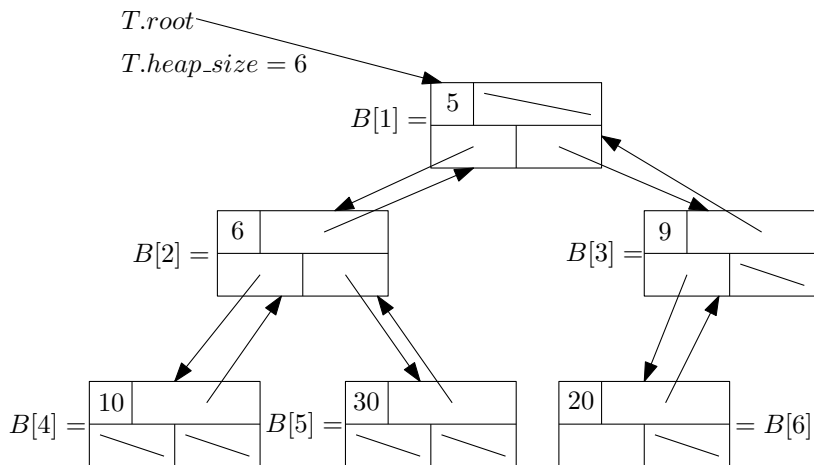 T.root
T.heap_size = 6
5
B[1] =
6
9
B[2] =
B[3] =
10
30
20
B[4] =
B[5] =
= B[6]